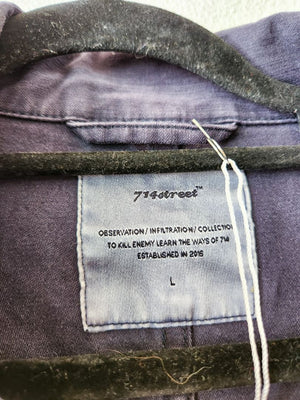 714street™
OBSERVATION/INFILTRATION/COLLECTION
TO KILL ENEMY LEARN THE WAYS OF 714
ESTABLISHED IN 2015
L